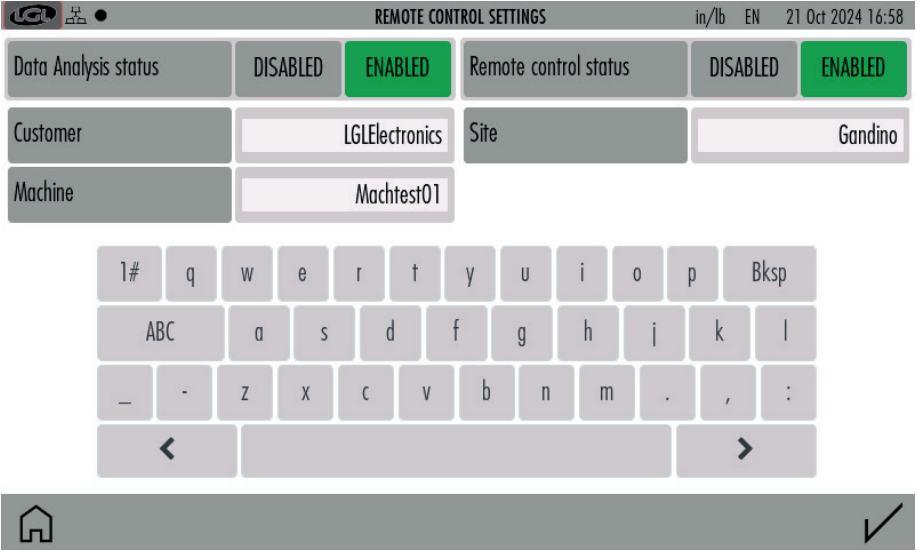 LGL REMOTE CONTROL SETTINGS in/lb EN 21 Oct 2024 16:58
Data Analysis status DISABLED ENABLED Remote control status DISABLED ENABLED
Customer LGLElectronics Site Gandino
Machine Machtest01
1# q w e r t y u i o p Bksp
ABC a s d f g h j k l
_ - z x c v b n m . , :